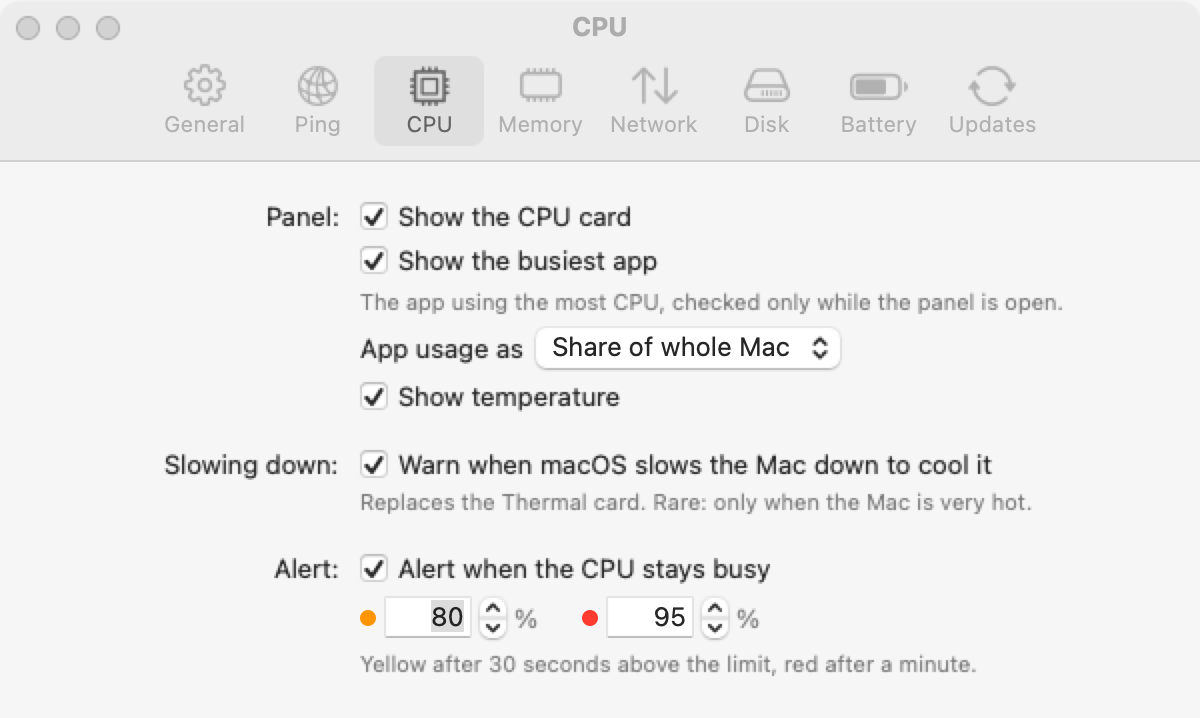 CPU
General Ping CPU Memory Network Disk Battery Updates
Panel: Show the CPU card
Show the busiest app
The app using the most CPU, checked only while the panel is open.
App usage as Share of whole Mac
Show temperature
Slowing down: Warn when macOS slows the Mac down to cool it
Replaces the Thermal card. Rare: only when the Mac is very hot.
Alert: Alert when the CPU stays busy
80 % 95 %
Yellow after 30 seconds above the limit, red after a minute.